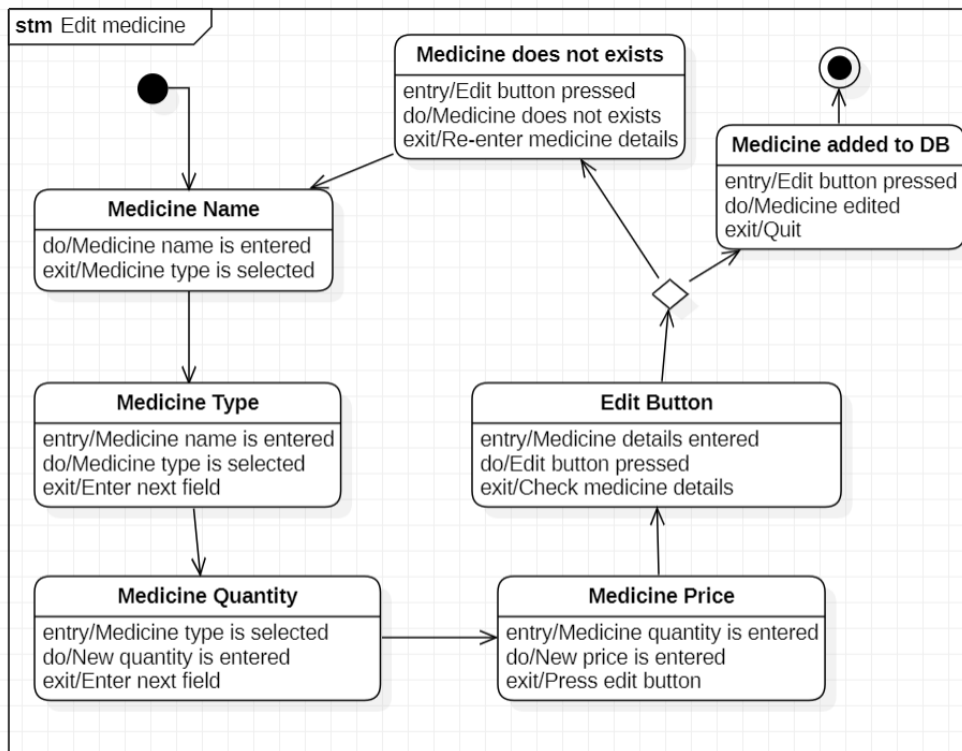 stm Edit medicine
Medicine does not exists
entry/Edit button pressed
do/Medicine does not exists
exit/Re-enter medicine details
Medicine added to DB
entry/Edit button pressed
do/Medicine edited
exit/Quit
Medicine Name
do/Medicine name is entered
exit/Medicine type is selected
Medicine Type
entry/Medicine name is entered
do/Medicine type is selected
exit/Enter next field
Edit Button
entry/Medicine details entered
do/Edit button pressed
exit/Check medicine details
Medicine Quantity
entry/Medicine type is selected
do/New quantity is entered
exit/Enter next field
Medicine Price
entry/Medicine quantity is entered
do/New price is entered
exit/Press edit button